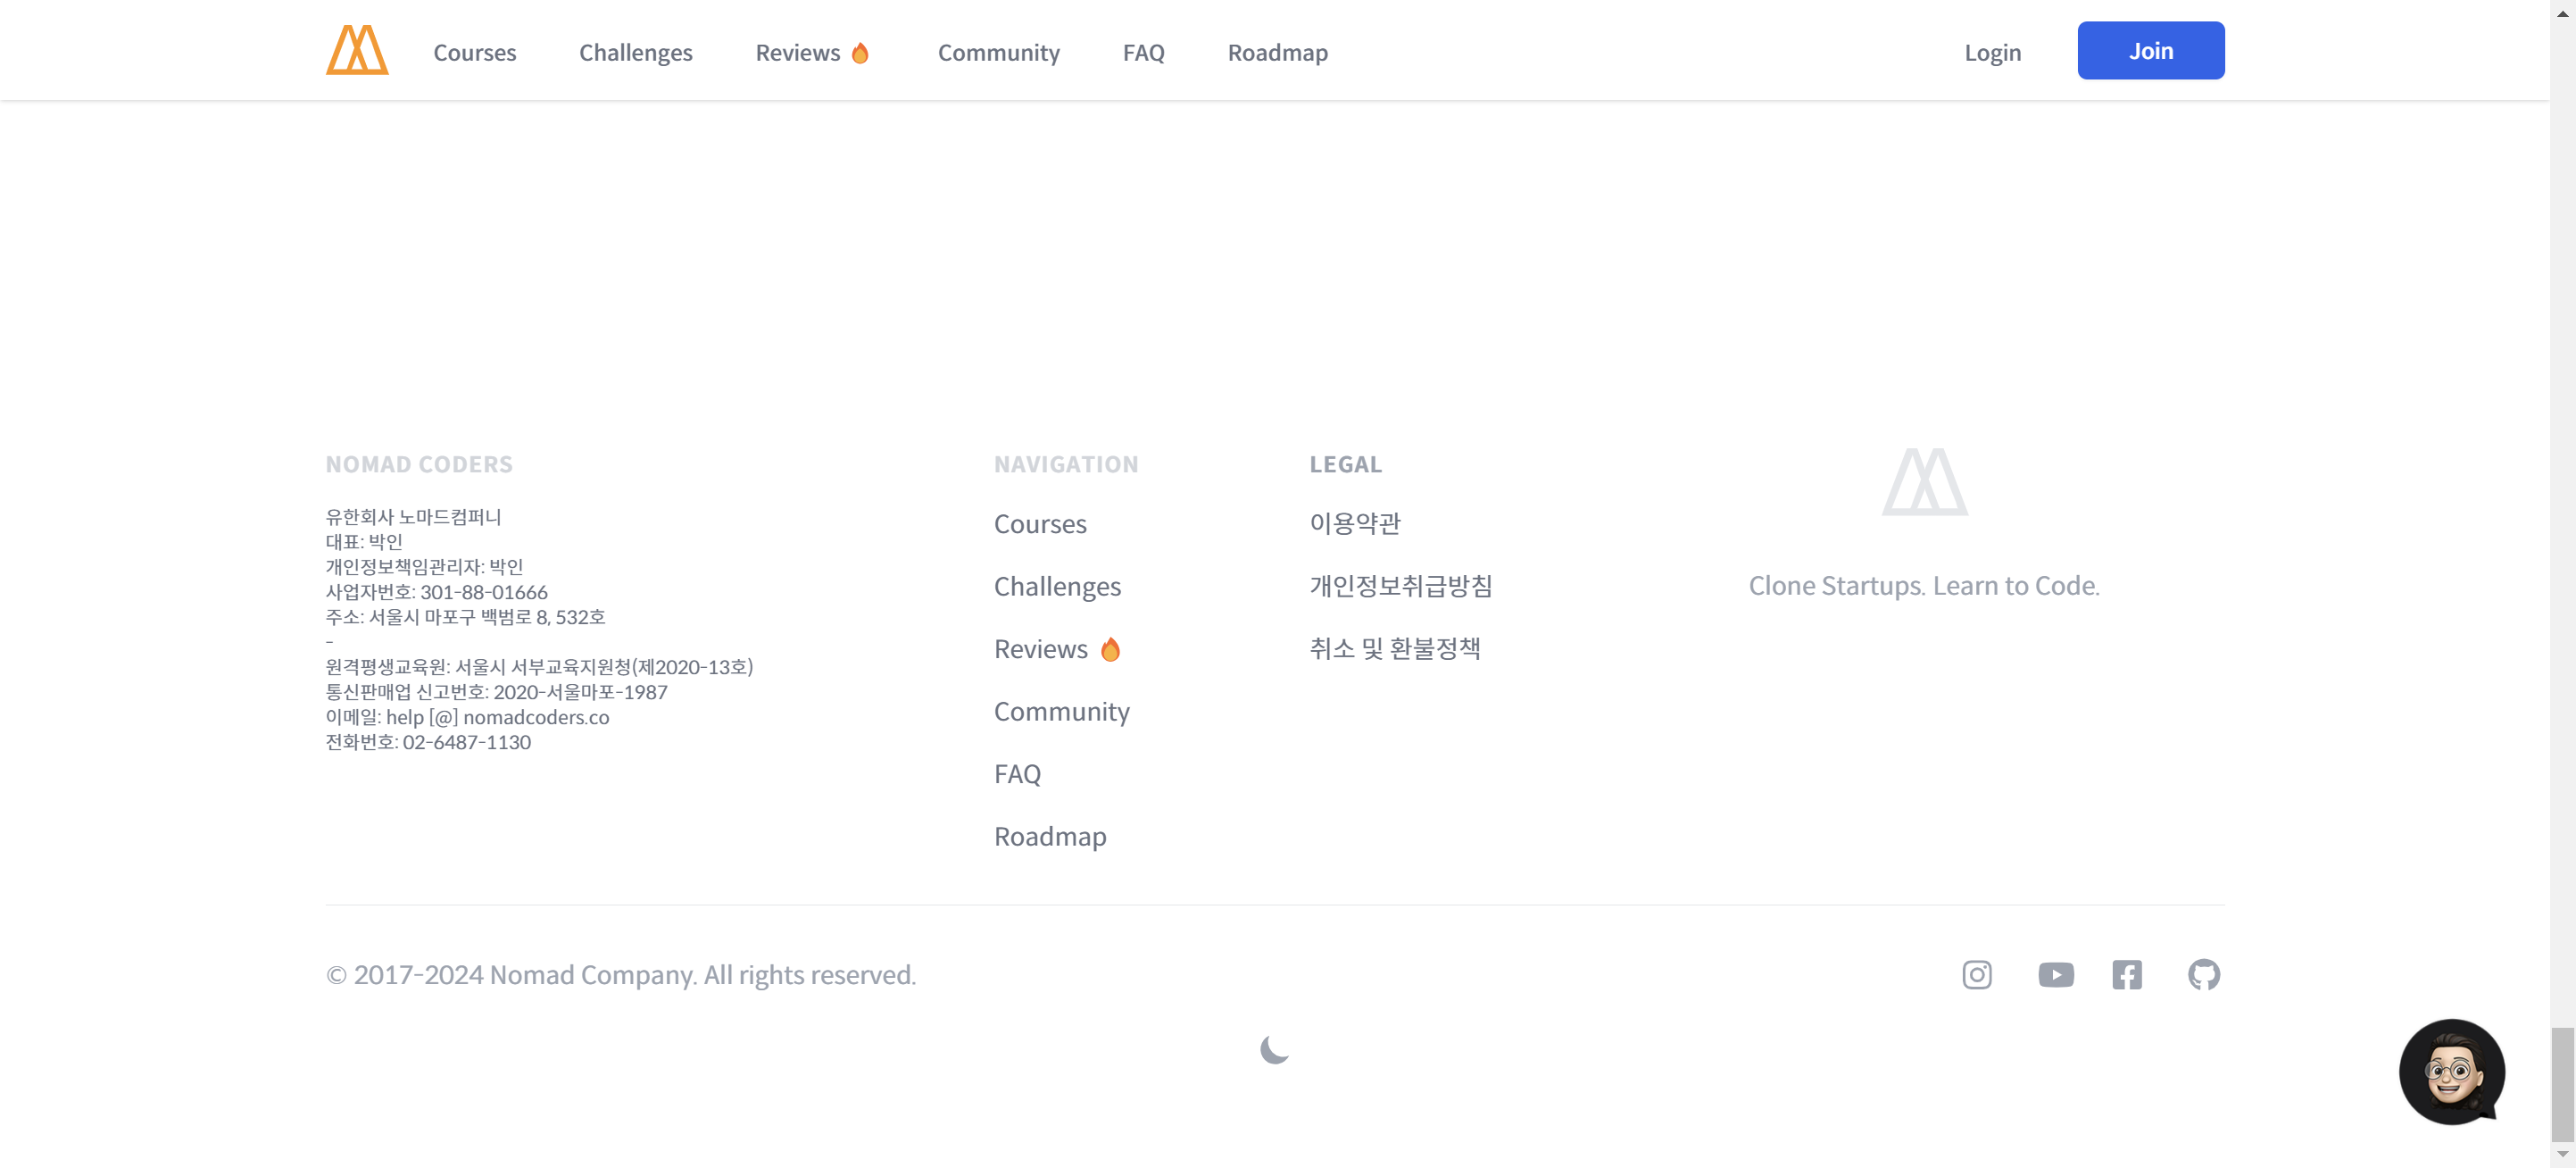 Courses Challenges Reviews 🔥 Community FAQ Roadmap Login Join
NOMAD CODERS
유한회사 노마드컴퍼니
대표: 박인
개인정보책임관리자: 박인
사업자번호: 301-88-01666
주소: 서울시 마포구 백범로 8, 532호
-
원격평생교육원: 서울시 서부교육지원청(제2020-13호)
통신판매업 신고번호: 2020-서울마포-1987
이메일: help [@] nomadcoders.co
전화번호: 02-6487-1130
NAVIGATION
Courses
Challenges
Reviews 🔥
Community
FAQ
Roadmap
LEGAL
이용약관
개인정보취급방침
취소 및 환불정책
Clone Startups. Learn to Code.
© 2017-2024 Nomad Company. All rights reserved.